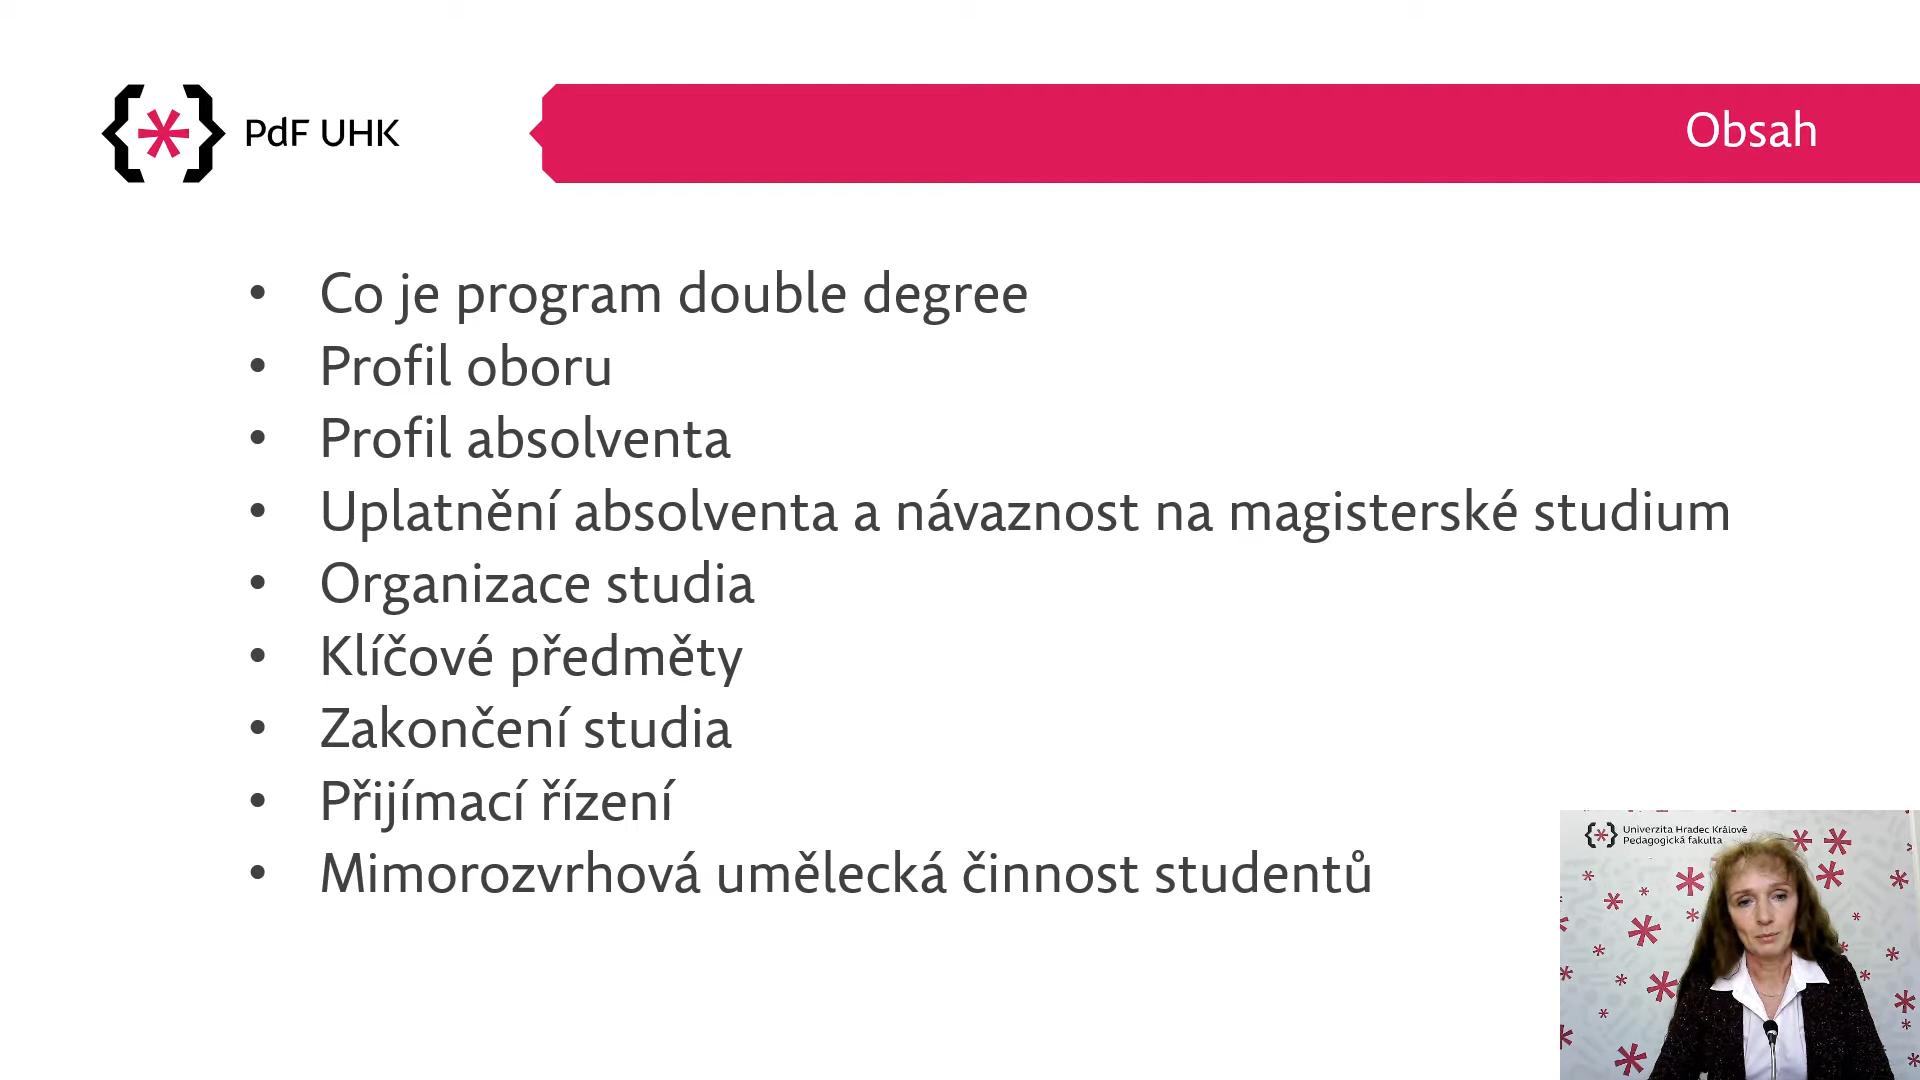 PdF UHK
Obsah
• Co je program double degree
• Profil oboru
• Profil absolventa
• Uplatnění absolventa a návaznost na magisterské studium
• Organizace studia
• Klíčové předměty
• Zakončení studia
• Přijímací řízení
• Mimorozvrhová umělecká činnost studentů
Univerzita Hradec Králové
Pedagogická fakulta